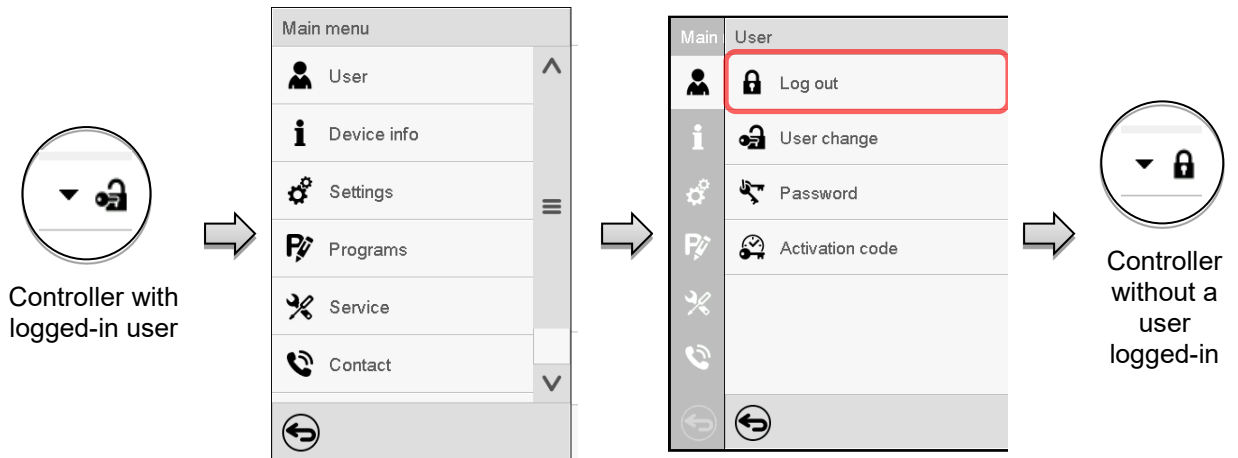 Controller with
logged-in user
Main menu
User
Device info
Settings
Programs
Service
Contact
Main
User
Log out
User change
Password
Activation code
Controller
without a
user
logged-in